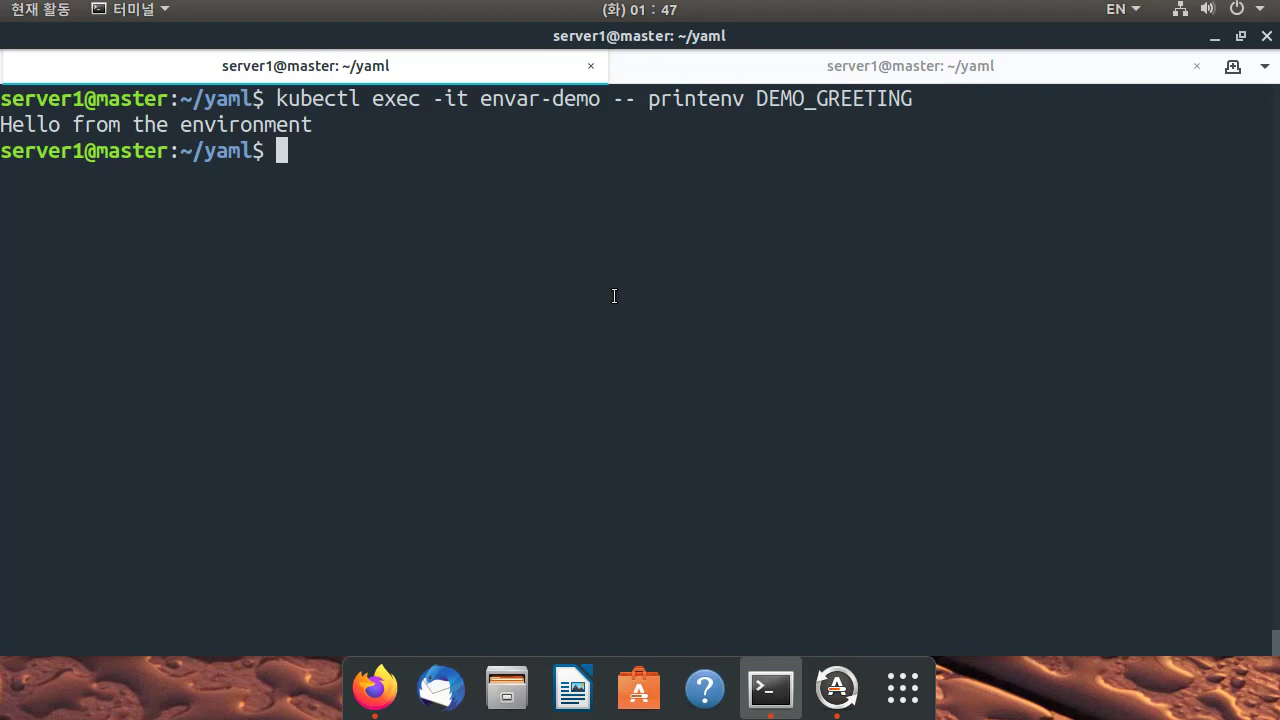 현재 활동 터미널 (화) 01 : 47 EN
server1@master: ~/yaml
server1@master: ~/yaml × server1@master: ~/yaml ×
server1@master:~/yaml$ kubectl exec -it envar-demo -- printenv DEMO_GREETING
Hello from the environment
server1@master:~/yaml$